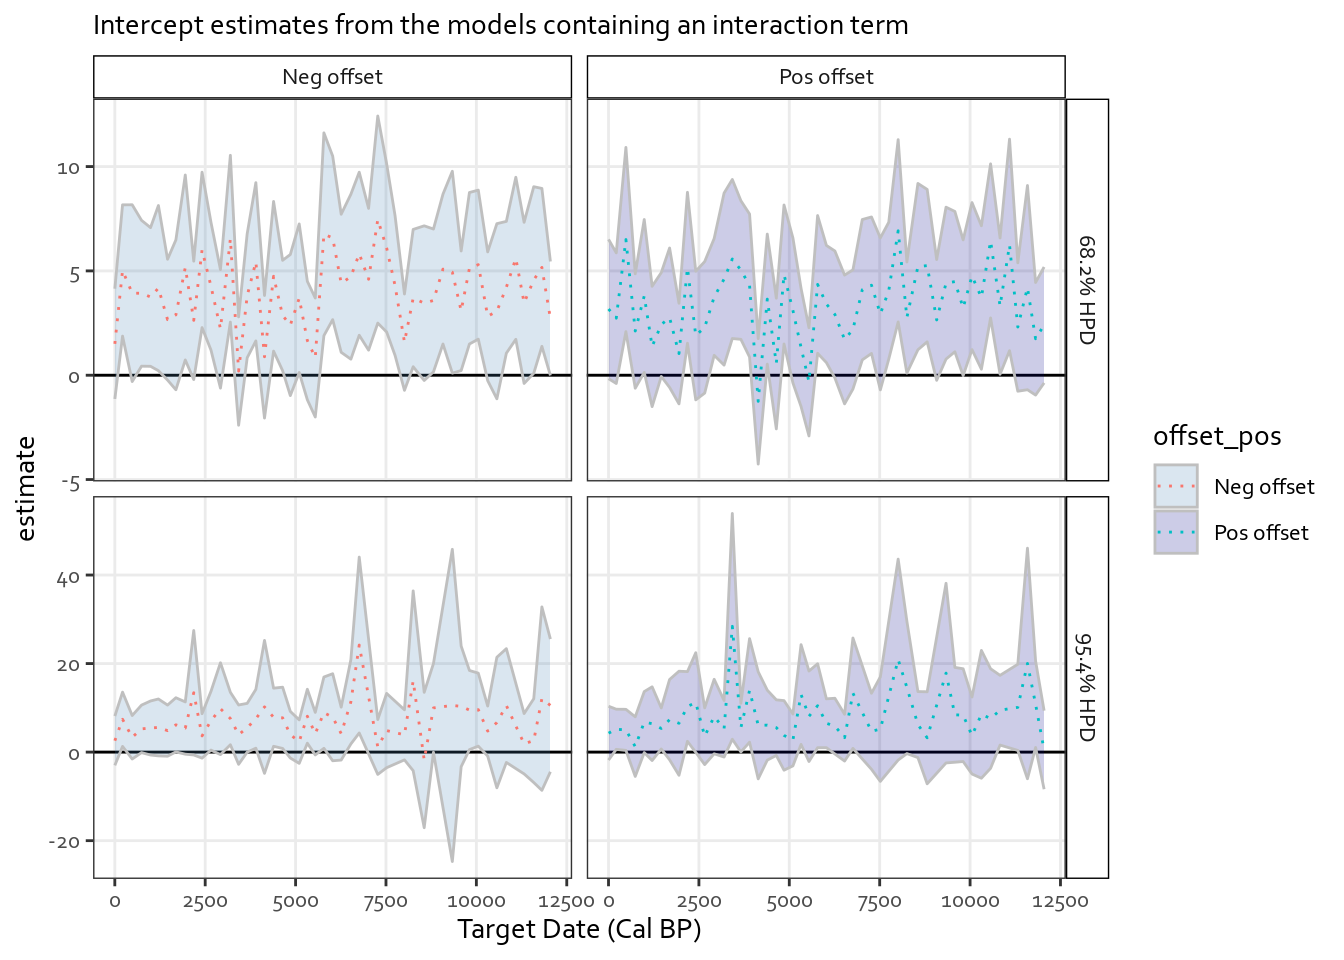 Intercept estimates from the models containing an interaction term
Neg offset
Pos offset
10
5
0
-5
68.2% HPD
estimate
offset_pos
Neg offset
Pos offset
40
20
0
-20
95.4% HPD
0 2500 5000 7500 10000 12500
0 2500 5000 7500 10000 12500
Target Date (Cal BP)